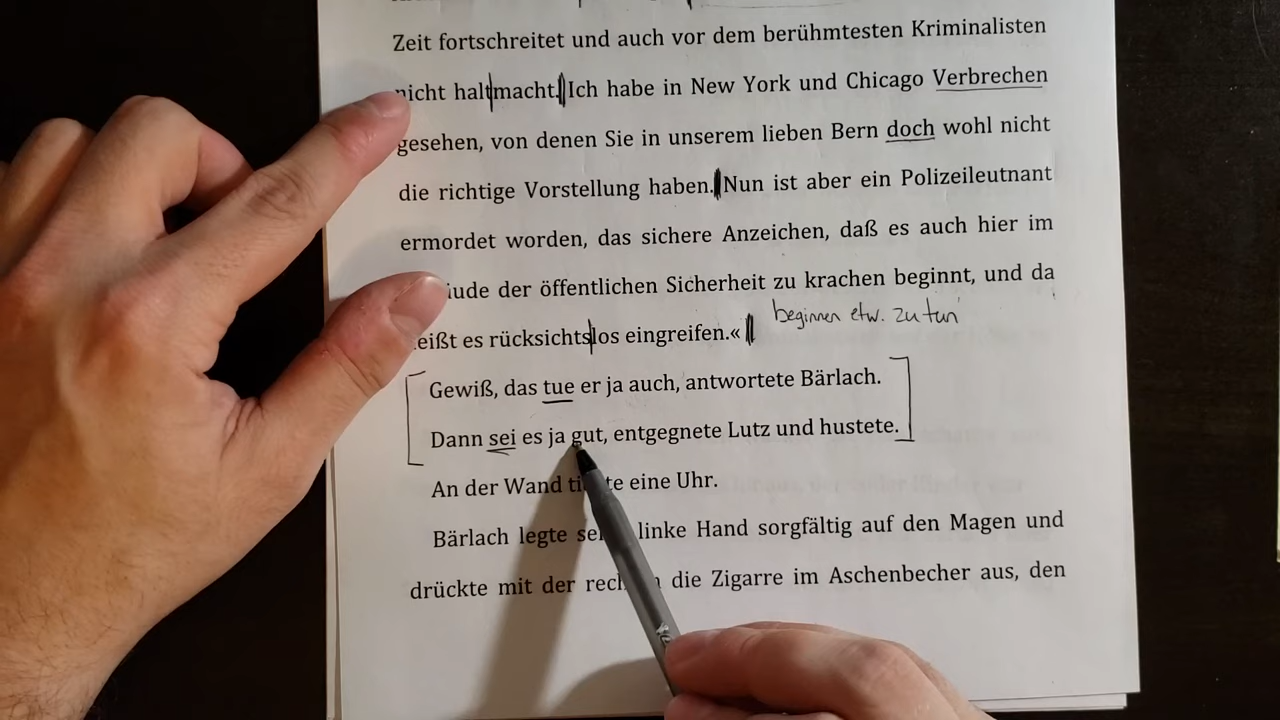 Zeit fortschreitet und auch vor dem berühmtesten Kriminalisten
nicht haltmacht. Ich habe in New York und Chicago Verbrechen
gesehen, von denen Sie in unserem lieben Bern doch wohl nicht
die richtige Vorstellung haben. Nun ist aber ein Polizeileutnant
ermordet worden, das sichere Anzeichen, daß es auch hier im
der öffentlichen Sicherheit zu krachen beginnt, und da
es rücksichtslos eingreifen.«
beginnen etw. zu tun
Gewiß, das tue er ja auch, antwortete Bärlach.
Dann sei es ja gut, entgegnete Lutz und hustete.
An der Wand eine Uhr.
Bärlach legte linke Hand sorgfältig auf den Magen und
drückte mit der die Zigarre im Aschenbecher aus, den